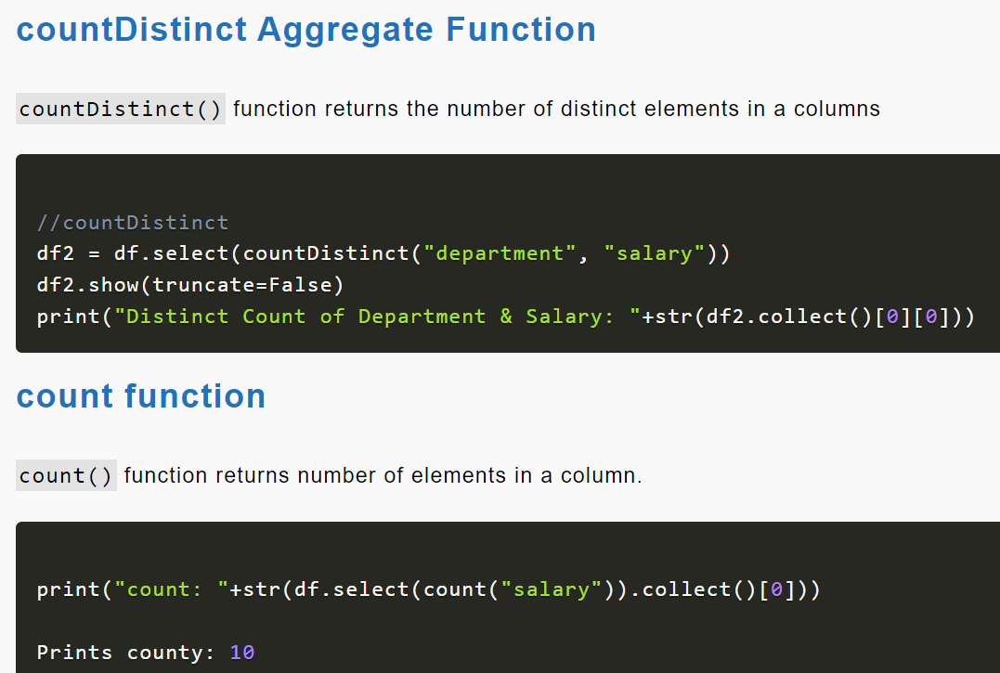 countDistinct Aggregate Function
countDistinct() function returns the number of distinct elements in a columns
//countDistinct
df2 = df.select(countDistinct("department", "salary"))
df2.show(truncate=False)
print("Distinct Count of Department & Salary: "+str(df2.collect()[0][0]))
count function
count() function returns number of elements in a column.
print("count: "+str(df.select(count("salary")).collect()[0]))
Prints county: 10